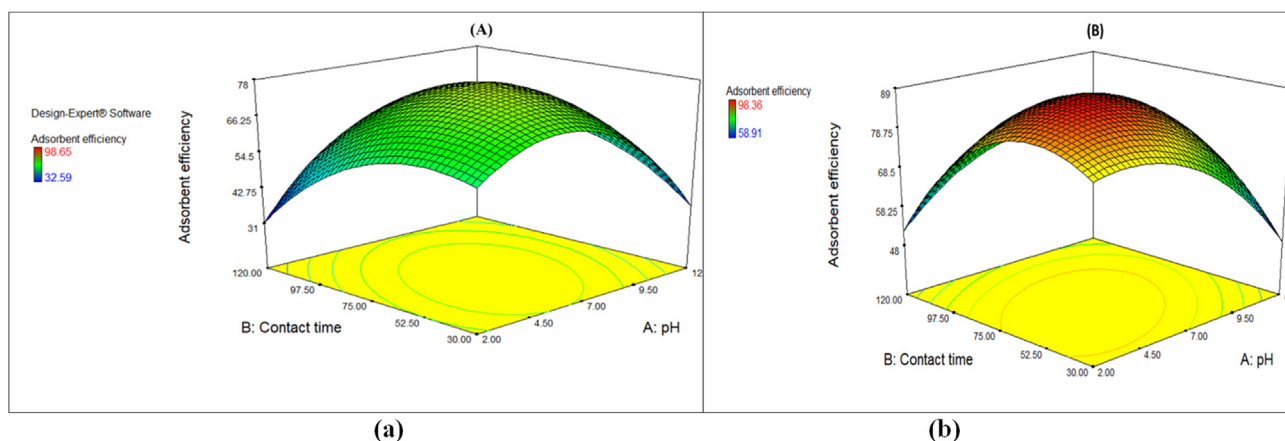 (A)
Design-Expert® Software
Adsorbent efficiency
98.65
32.59
Adsorbent efficiency
78
66.25
54.5
42.75
31
120.00
97.50
75.00
52.50
30.00
B: Contact time
2.00
4.50
7.00
9.50
12
A: pH
(a)
(B)
Adsorbent efficiency
98.36
58.91
Adsorbent efficiency
89
78.75
68.5
58.25
48
120.00
97.50
75.00
52.50
30.00
B: Contact time
2.00
4.50
7.00
9.50
A: pH
(b)